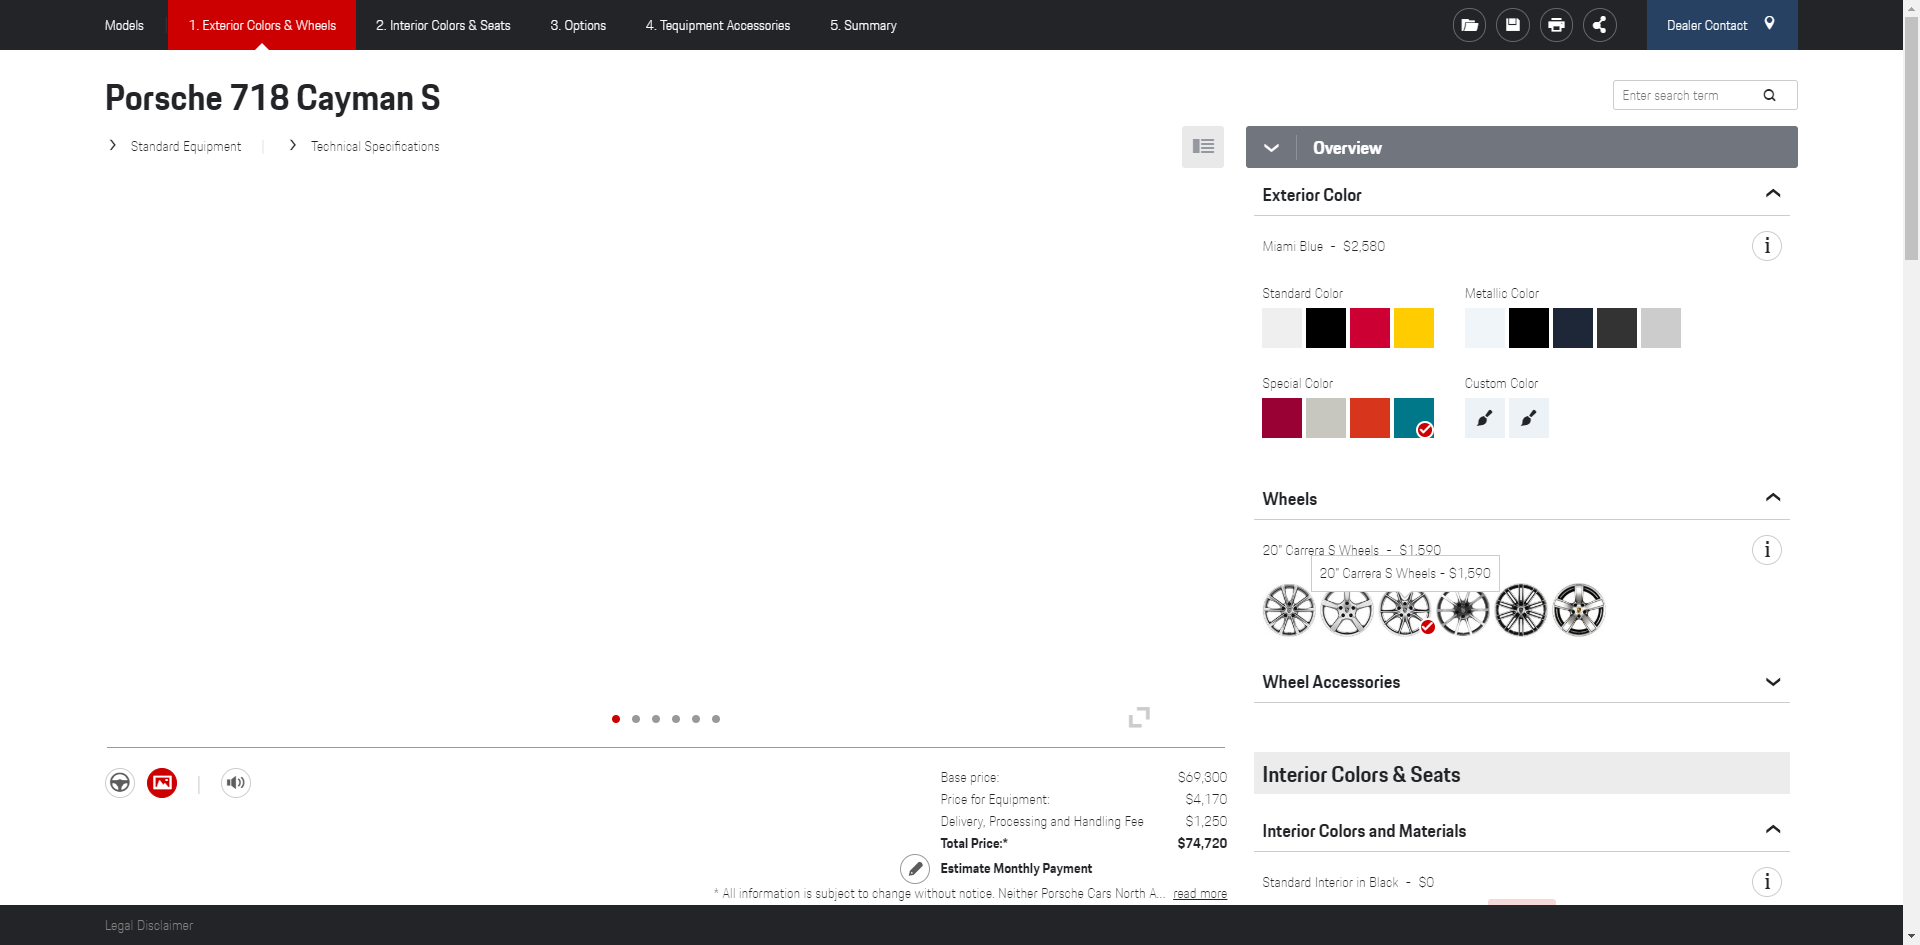 Models
1. Exterior Colors & Wheels
2. Interior Colors & Seats
3. Options
4. Tequipment Accessories
5. Summary
Dealer Contact
Porsche 718 Cayman S
Enter search term
Standard Equipment
Technical Specifications
Overview
Exterior Color
Miami Blue - $2,580
Standard Color
Metallic Color
Special Color
Custom Color
Wheels
20" Carrera S Wheels - $1,590
20" Carrera S Wheels - $1,590
Wheel Accessories
Interior Colors & Seats
Interior Colors and Materials
Standard Interior in Black - $0
Base price: $69,300
Price for Equipment: $4,170
Delivery, Processing and Handling Fee $1,250
Total Price:* $74,720
Estimate Monthly Payment
* All information is subject to change without notice. Neither Porsche Cars North A... read more
Legal Disclaimer